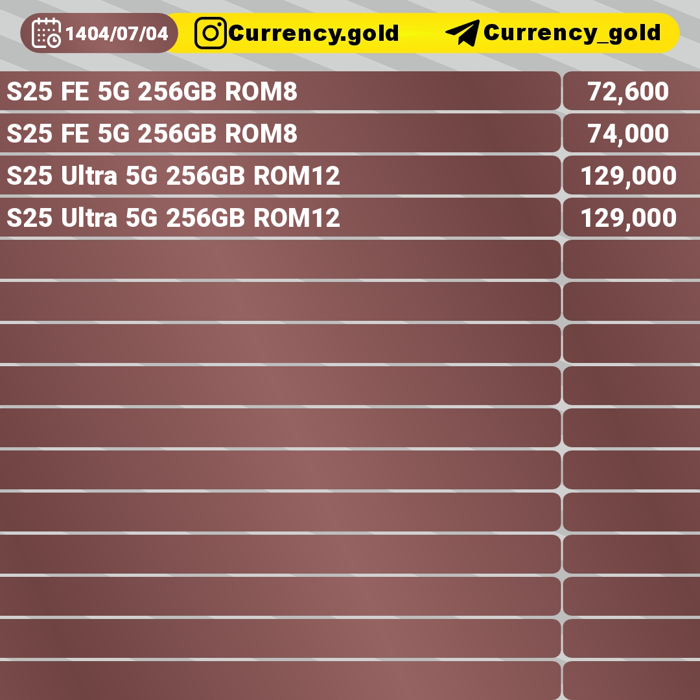 1404/07/04 Currency.gold Currency_gold
S25 FE 5G 256GB ROM8 72,600
S25 FE 5G 256GB ROM8 74,000
S25 Ultra 5G 256GB ROM12 129,000
S25 Ultra 5G 256GB ROM12 129,000